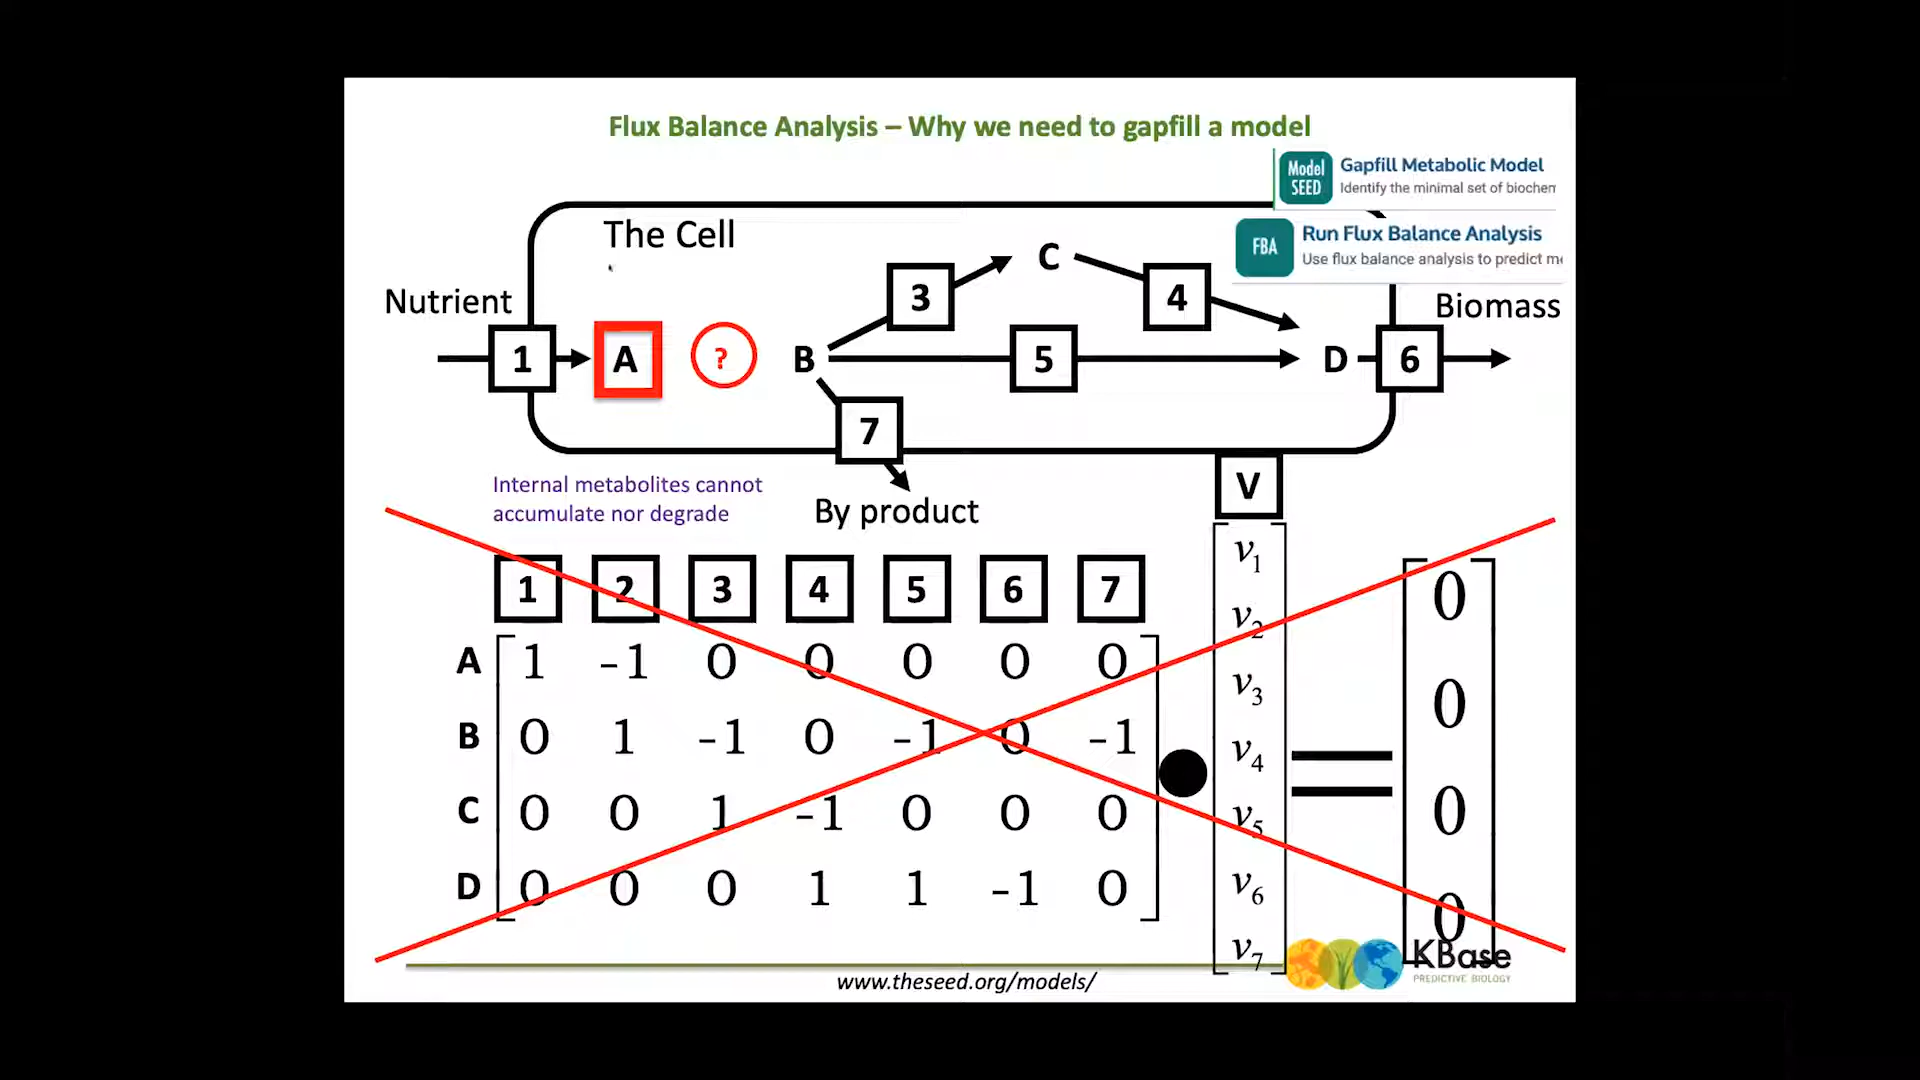 Flux Balance Analysis – Why we need to gapfill a model
Model SEED
Gapfill Metabolic Model
Identify the minimal set of biochem
FBA
Run Flux Balance Analysis
Use flux balance analysis to predict me
The Cell
Nutrient
Biomass
1 A ? B 3 C 4 5 D 6
7
By product
Internal metabolites cannot
accumulate nor degrade
V
1 2 3 4 5 6 7
A 1 -1 0 0 0 0 0
B 0 1 -1 0 -1 0 -1
C 0 0 1 -1 0 0 0
D 0 0 0 1 1 -1 0
v1
v2
v3
v4
v5
v6
v7
=
0
0
0
0
www.theseed.org/models/
KBase
PREDICTIVE BIOLOGY